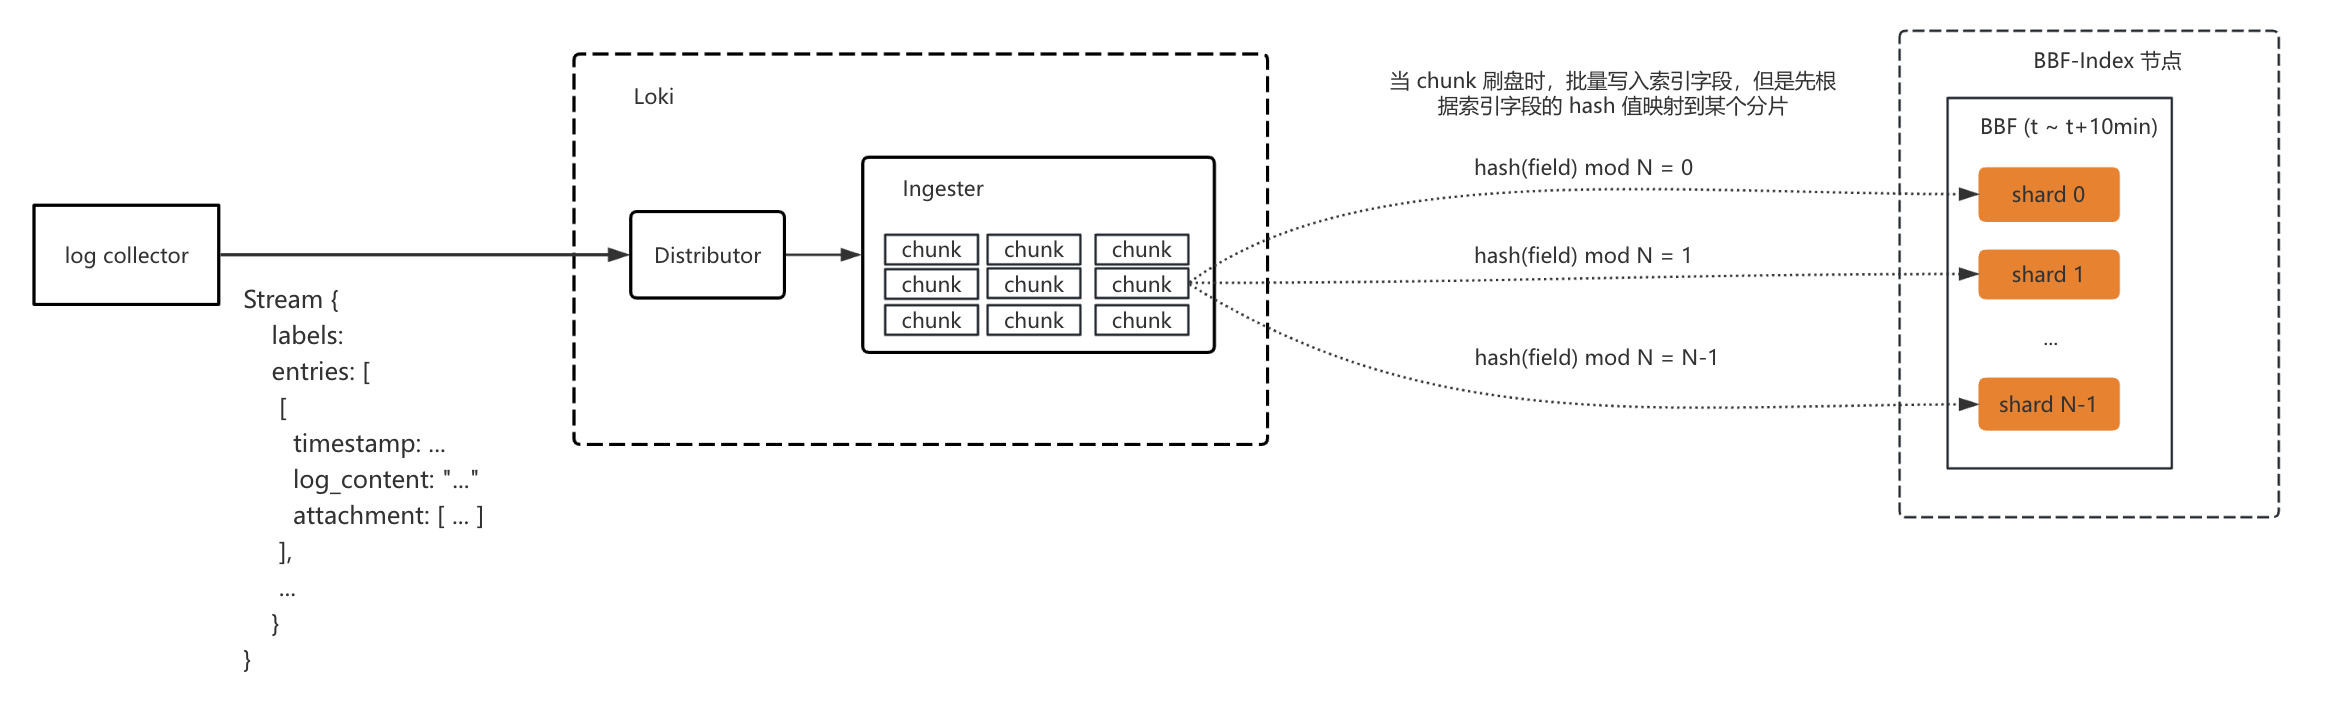 log collector
Stream {
labels:
entries: [
[
timestamp: ...
log_content: "..."
attachment: [ ... ]
],
...
}
}
Loki
Distributor
Ingester
chunk chunk chunk
chunk chunk chunk
chunk chunk chunk
当 chunk 刷盘时，批量写入索引字段，但是先根
据索引字段的 hash 值映射到某个分片
hash(field) mod N = 0
hash(field) mod N = 1
hash(field) mod N = N-1
BBF-Index 节点
BBF (t ~ t+10min)
shard 0
shard 1
...
shard N-1